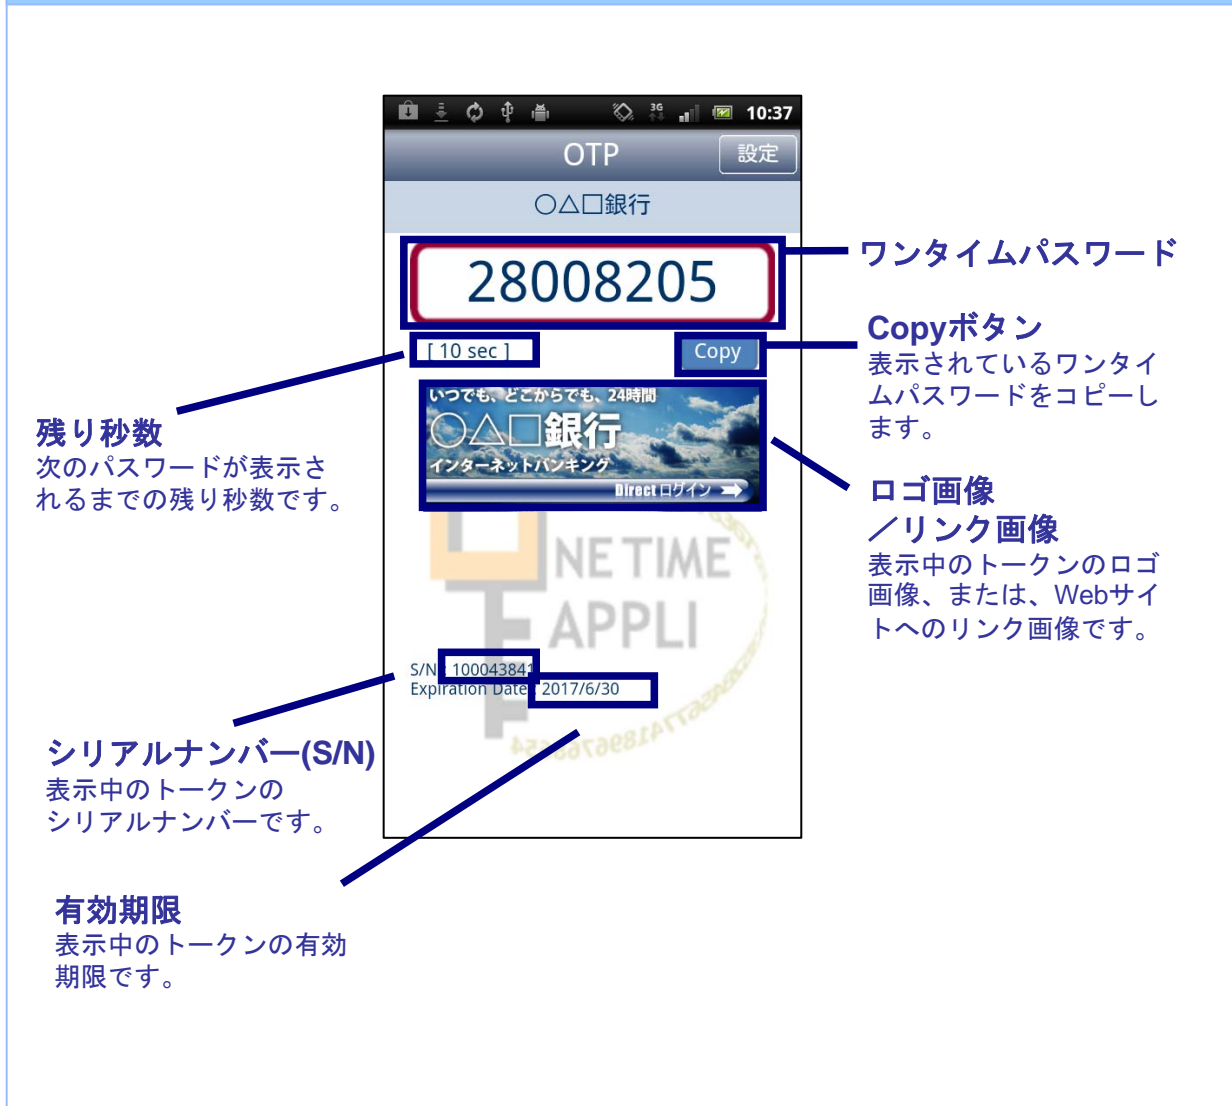 3G
10:37
OTP
設定
○△□銀行
28008205
ワンタイムパスワード
[ 10 sec ]
Copy
Copyボタン
表示されているワンタイ
ムパスワードをコピーし
ます。
いつでも、どこからでも、24時間
○△□銀行
インターネットバンキング
Direct ログイン
残り秒数
次のパスワードが表示さ
れるまでの残り秒数です。
ロゴ画像
／リンク画像
表示中のトークンのロゴ
画像、または、Webサイ
トへのリンク画像です。
NE TIME
APPLI
S/N : 100043841
Expiration Date : 2017/6/30
シリアルナンバー(S/N)
表示中のトークンの
シリアルナンバーです。
有効期限
表示中のトークンの有効
期限です。